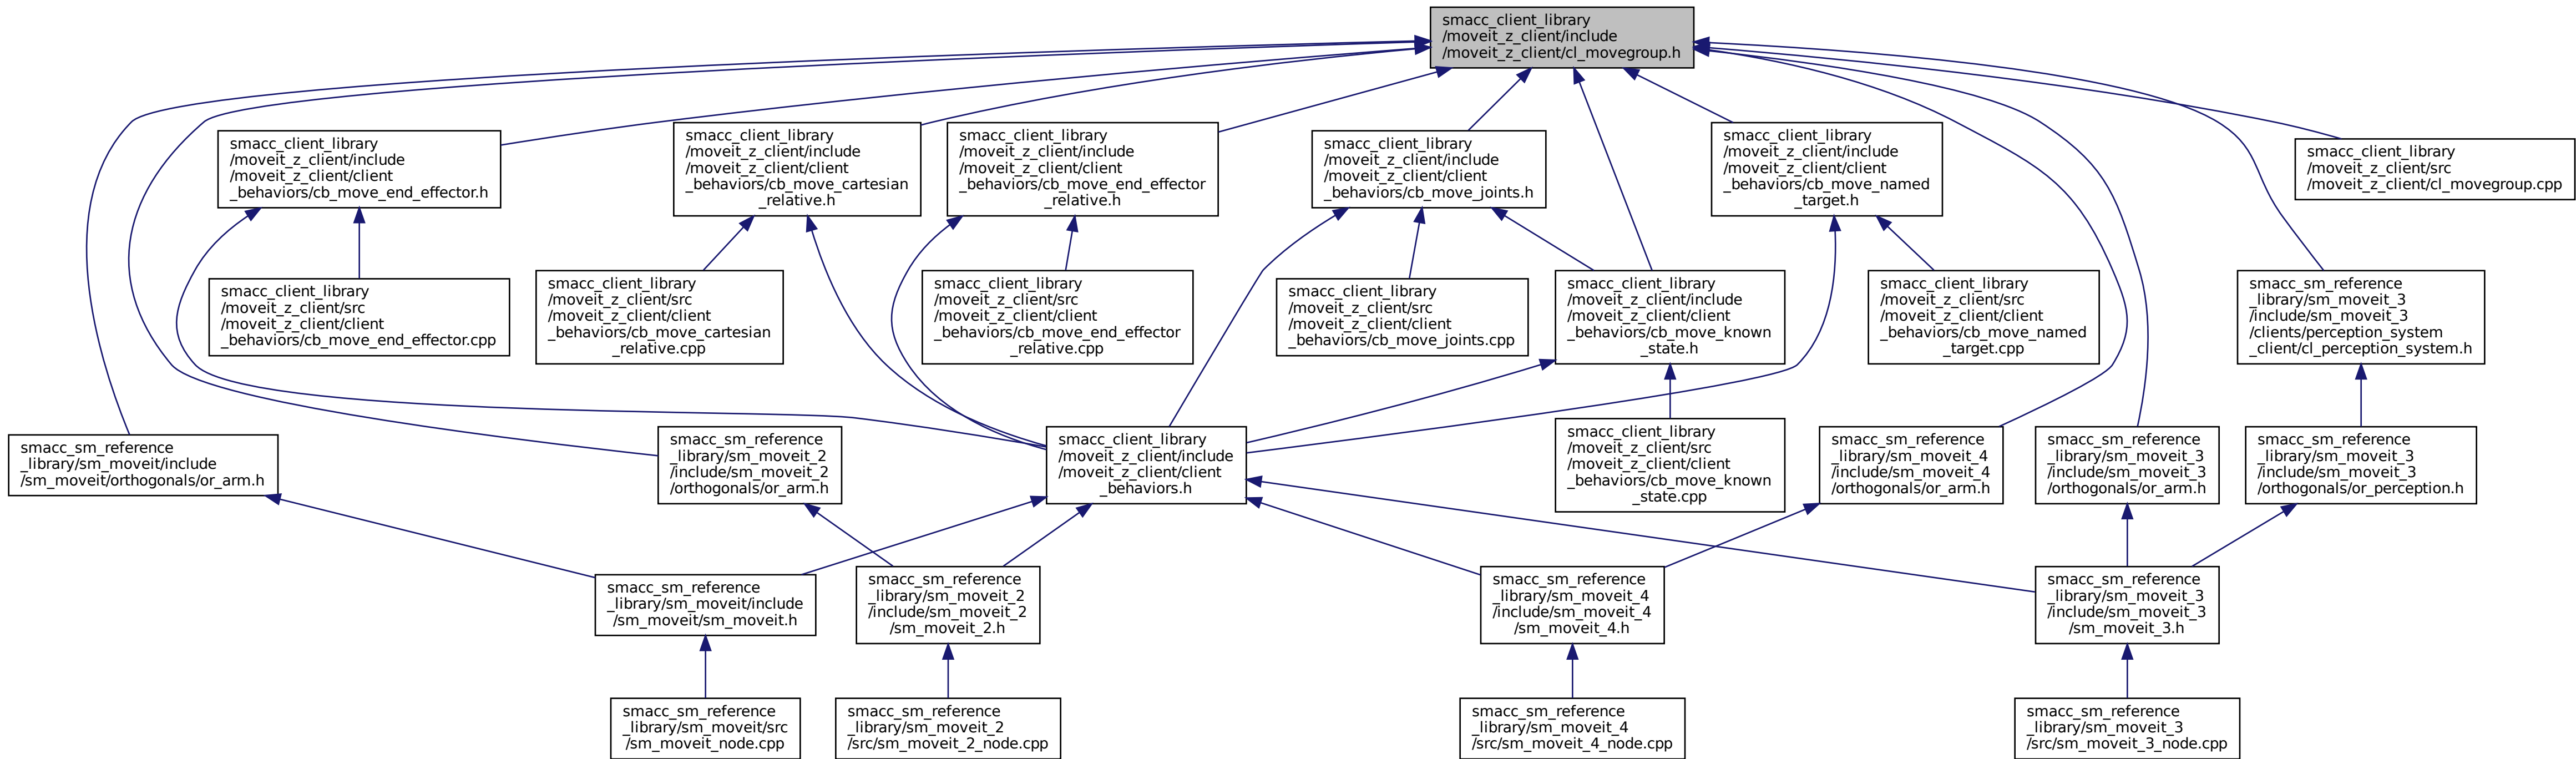 smacc_client_library
/moveit_z_client/include
/moveit_z_client/cl_movegroup.h
smacc_client_library
/moveit_z_client/include
/moveit_z_client/client
_behaviors/cb_move_end_effector.h
smacc_client_library
/moveit_z_client/include
/moveit_z_client/client
_behaviors/cb_move_cartesian
_relative.h
smacc_client_library
/moveit_z_client/include
/moveit_z_client/client
_behaviors/cb_move_end_effector
_relative.h
smacc_client_library
/moveit_z_client/include
/moveit_z_client/client
_behaviors/cb_move_joints.h
smacc_client_library
/moveit_z_client/include
/moveit_z_client/client
_behaviors/cb_move_named
_target.h
smacc_client_library
/moveit_z_client/src
/moveit_z_client/cl_movegroup.cpp
smacc_client_library
/moveit_z_client/src
/moveit_z_client/client
_behaviors/cb_move_end_effector.cpp
smacc_client_library
/moveit_z_client/src
/moveit_z_client/client
_behaviors/cb_move_cartesian
_relative.cpp
smacc_client_library
/moveit_z_client/src
/moveit_z_client/client
_behaviors/cb_move_end_effector
_relative.cpp
smacc_client_library
/moveit_z_client/src
/moveit_z_client/client
_behaviors/cb_move_joints.cpp
smacc_client_library
/moveit_z_client/include
/moveit_z_client/client
_behaviors/cb_move_known
_state.h
smacc_client_library
/moveit_z_client/src
/moveit_z_client/client
_behaviors/cb_move_named
_target.cpp
smacc_sm_reference
_library/sm_moveit_3
/include/sm_moveit_3
/clients/perception_system
_client/cl_perception_system.h
smacc_sm_reference
_library/sm_moveit/include
/sm_moveit/orthogonals/or_arm.h
smacc_sm_reference
_library/sm_moveit_2
/include/sm_moveit_2
/orthogonals/or_arm.h
smacc_client_library
/moveit_z_client/include
/moveit_z_client/client
_behaviors.h
smacc_client_library
/moveit_z_client/src
/moveit_z_client/client
_behaviors/cb_move_known
_state.cpp
smacc_sm_reference
_library/sm_moveit_4
/include/sm_moveit_4
/orthogonals/or_arm.h
smacc_sm_reference
_library/sm_moveit_3
/include/sm_moveit_3
/orthogonals/or_arm.h
smacc_sm_reference
_library/sm_moveit_3
/include/sm_moveit_3
/orthogonals/or_perception.h
smacc_sm_reference
_library/sm_moveit/include
/sm_moveit/sm_moveit.h
smacc_sm_reference
_library/sm_moveit_2
/include/sm_moveit_2
/sm_moveit_2.h
smacc_sm_reference
_library/sm_moveit_4
/include/sm_moveit_4
/sm_moveit_4.h
smacc_sm_reference
_library/sm_moveit_3
/include/sm_moveit_3
/sm_moveit_3.h
smacc_sm_reference
_library/sm_moveit/src
/sm_moveit_node.cpp
smacc_sm_reference
_library/sm_moveit_2
/src/sm_moveit_2_node.cpp
smacc_sm_reference
_library/sm_moveit_4
/src/sm_moveit_4_node.cpp
smacc_sm_reference
_library/sm_moveit_3
/src/sm_moveit_3_node.cpp